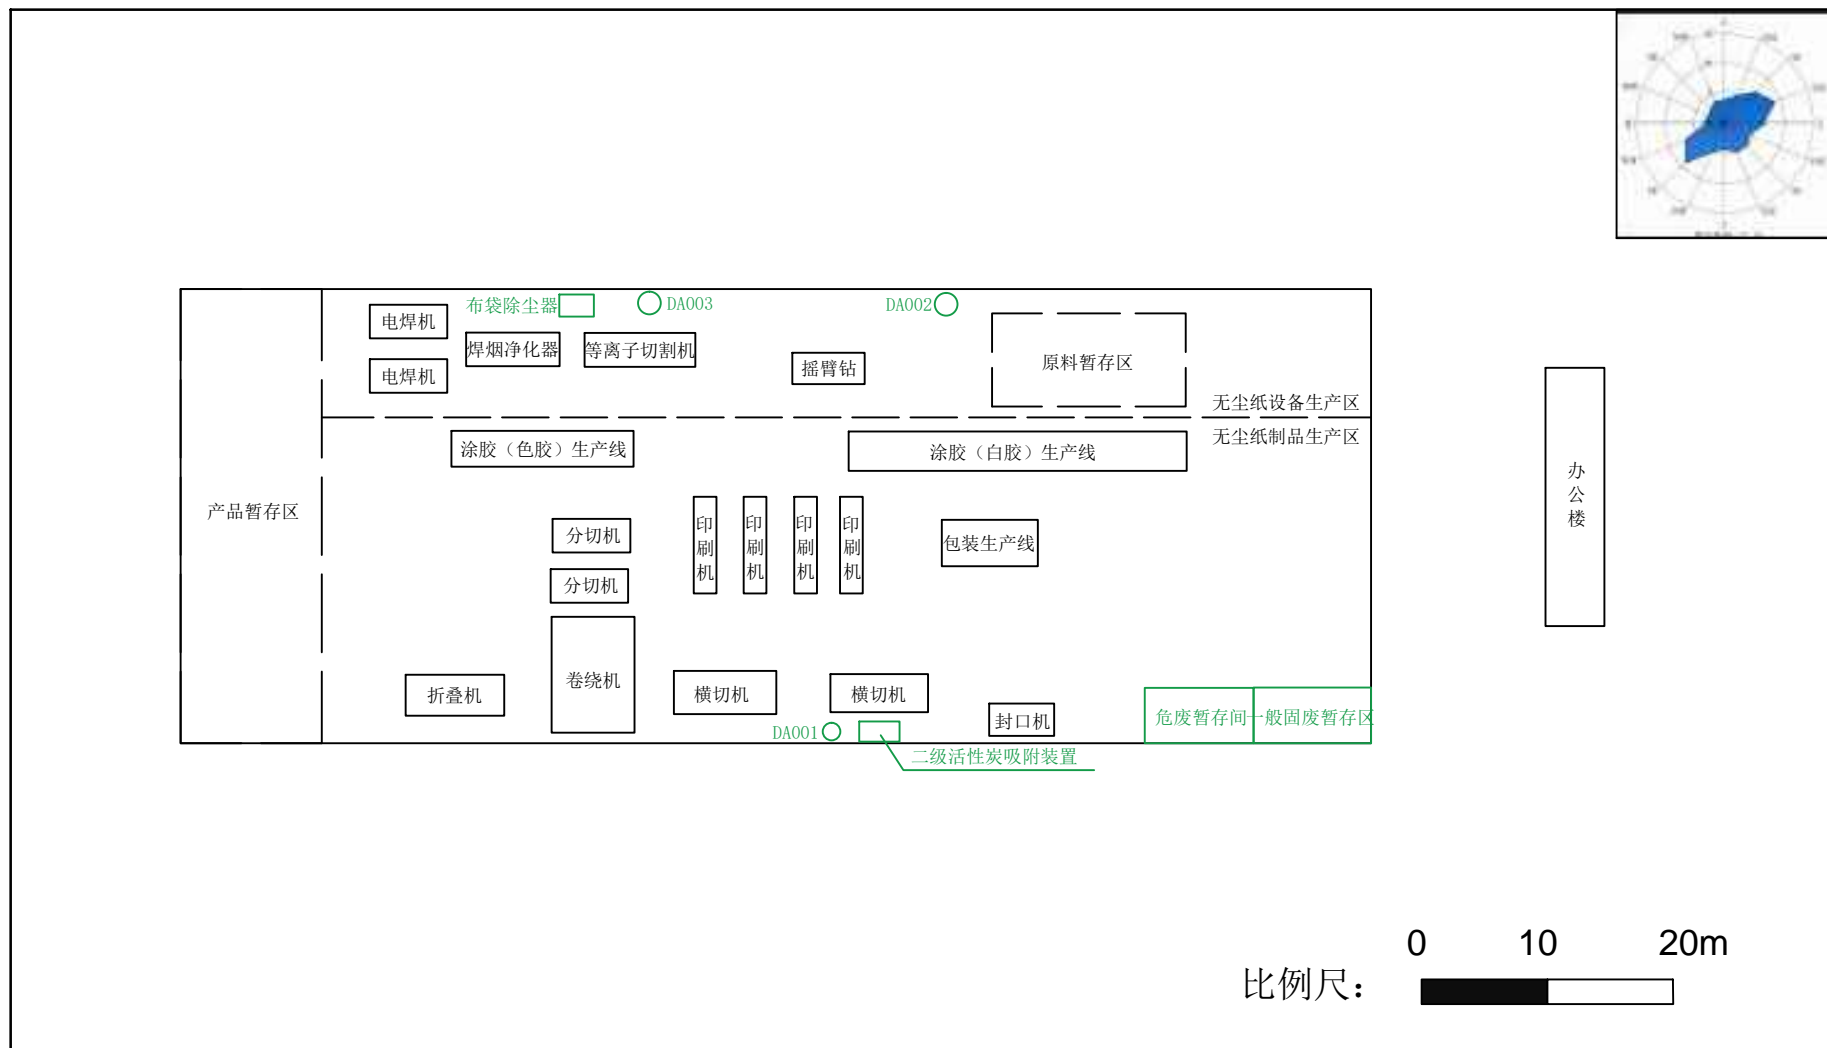 布袋除尘器
DA003
DA002
电焊机
焊烟净化器
等离子切割机
摇臂钻
原料暂存区
电焊机
无尘纸设备生产区
无尘纸制品生产区
涂胶（色胶）生产线
涂胶（白胶）生产线
产品暂存区
办公楼
分切机
印刷机
印刷机
印刷机
印刷机
包装生产线
分切机
卷绕机
折叠机
横切机
横切机
封口机
危废暂存间
一般固废暂存区
DA001
二级活性炭吸附装置
0 10 20m
比例尺：